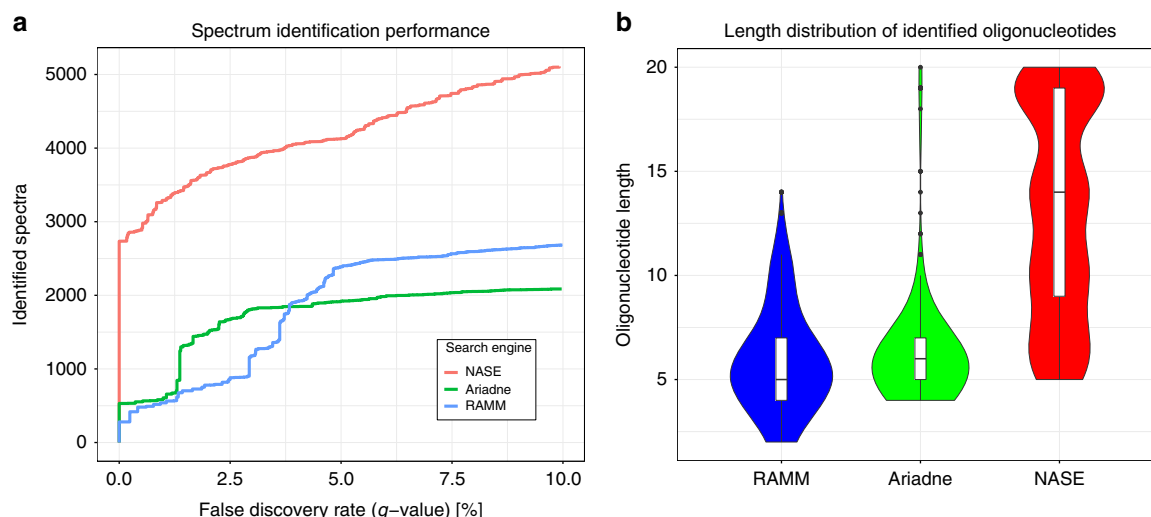 a
Spectrum identification performance
5000
4000
3000
2000
1000
0
Identified spectra
0.0
2.5
5.0
7.5
10.0
False discovery rate (q–value) [%]
Search engine
NASE
Ariadne
RAMM
b
Length distribution of identified oligonucleotides
20
15
10
5
Oligonucleotide length
RAMM
Ariadne
NASE